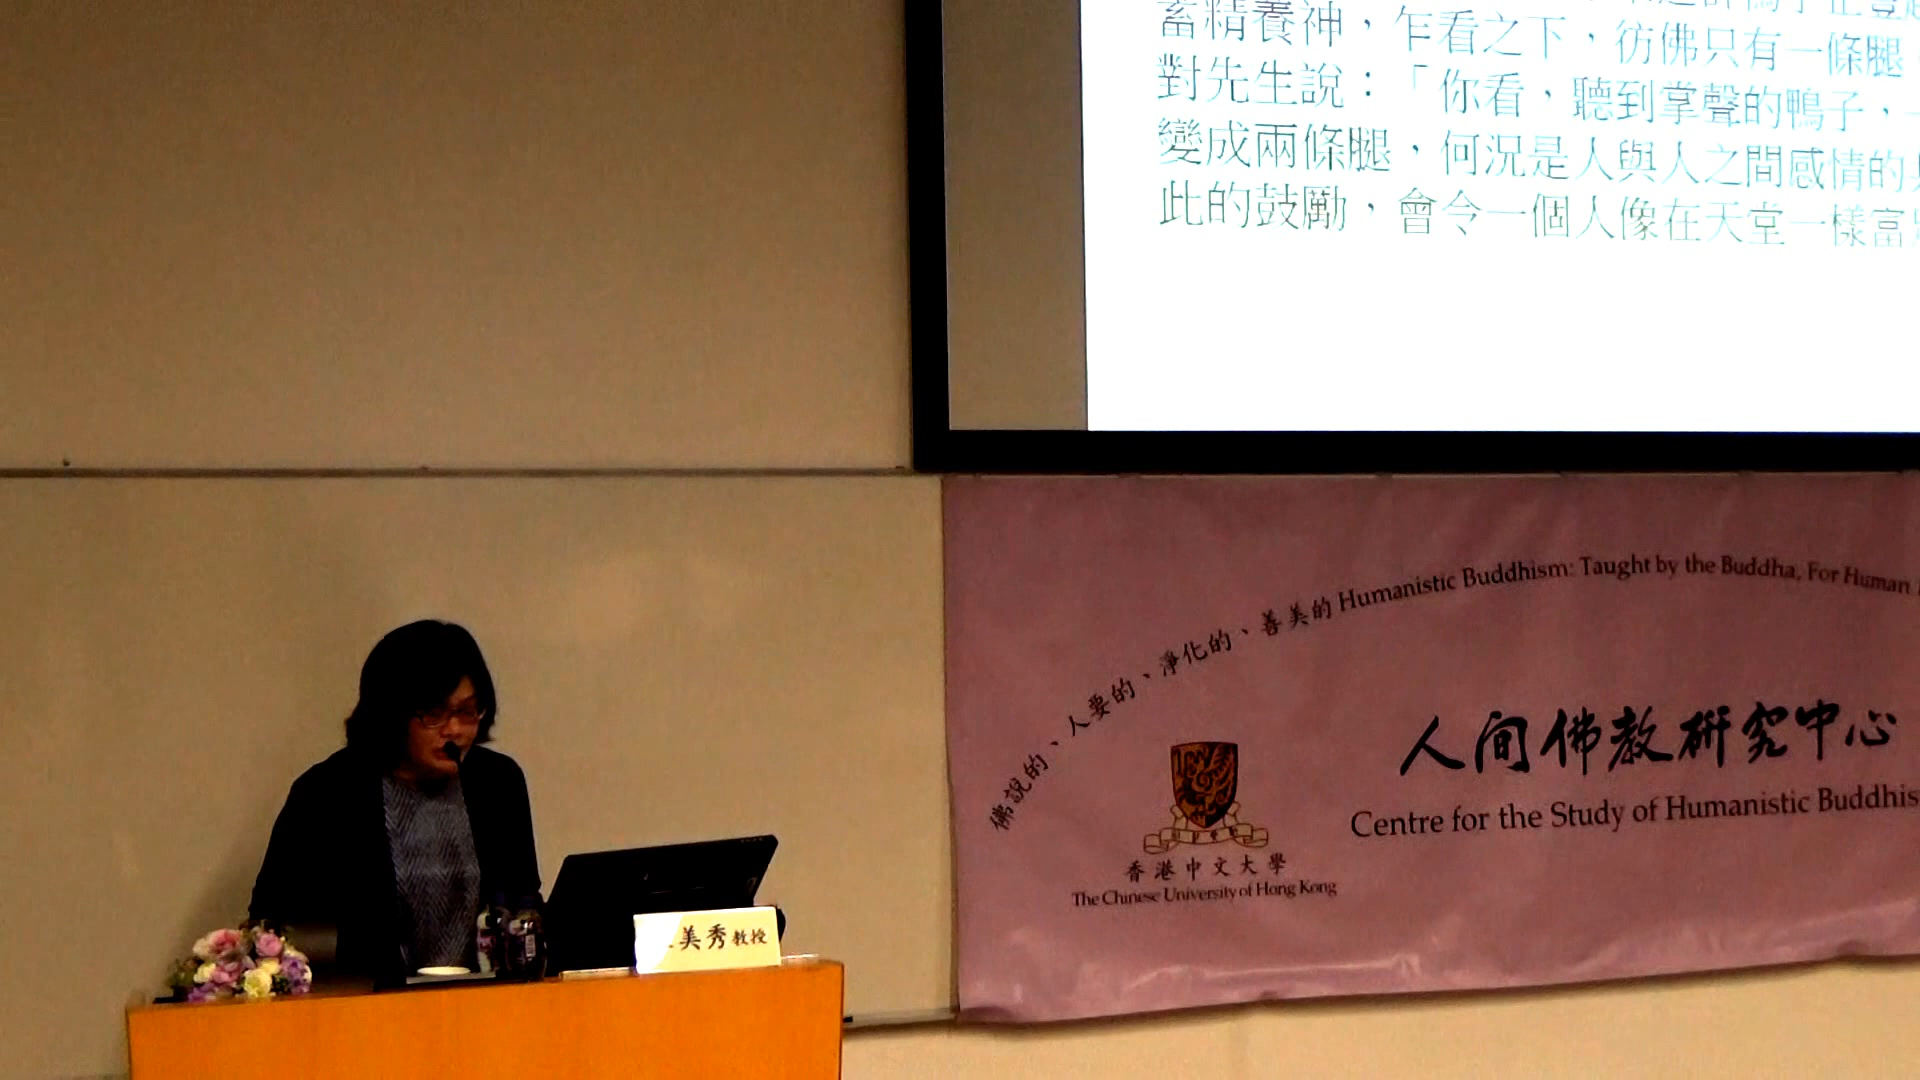 蓄精養神，乍看之下，彷彿只有一條腿
對先生說：「你看，聽到掌聲的鴨子，
變成兩條腿，何況是人與人之間感情的
此的鼓勵，會令一個人像在天堂一樣富
佛說的、人要的、淨化的、善美的 Humanistic Buddhism: Taught by the Buddha, For Human
人间佛教研究中心
Centre for the Study of Humanistic
香港中文大學
The Chinese University of Hong Kong
美秀教授